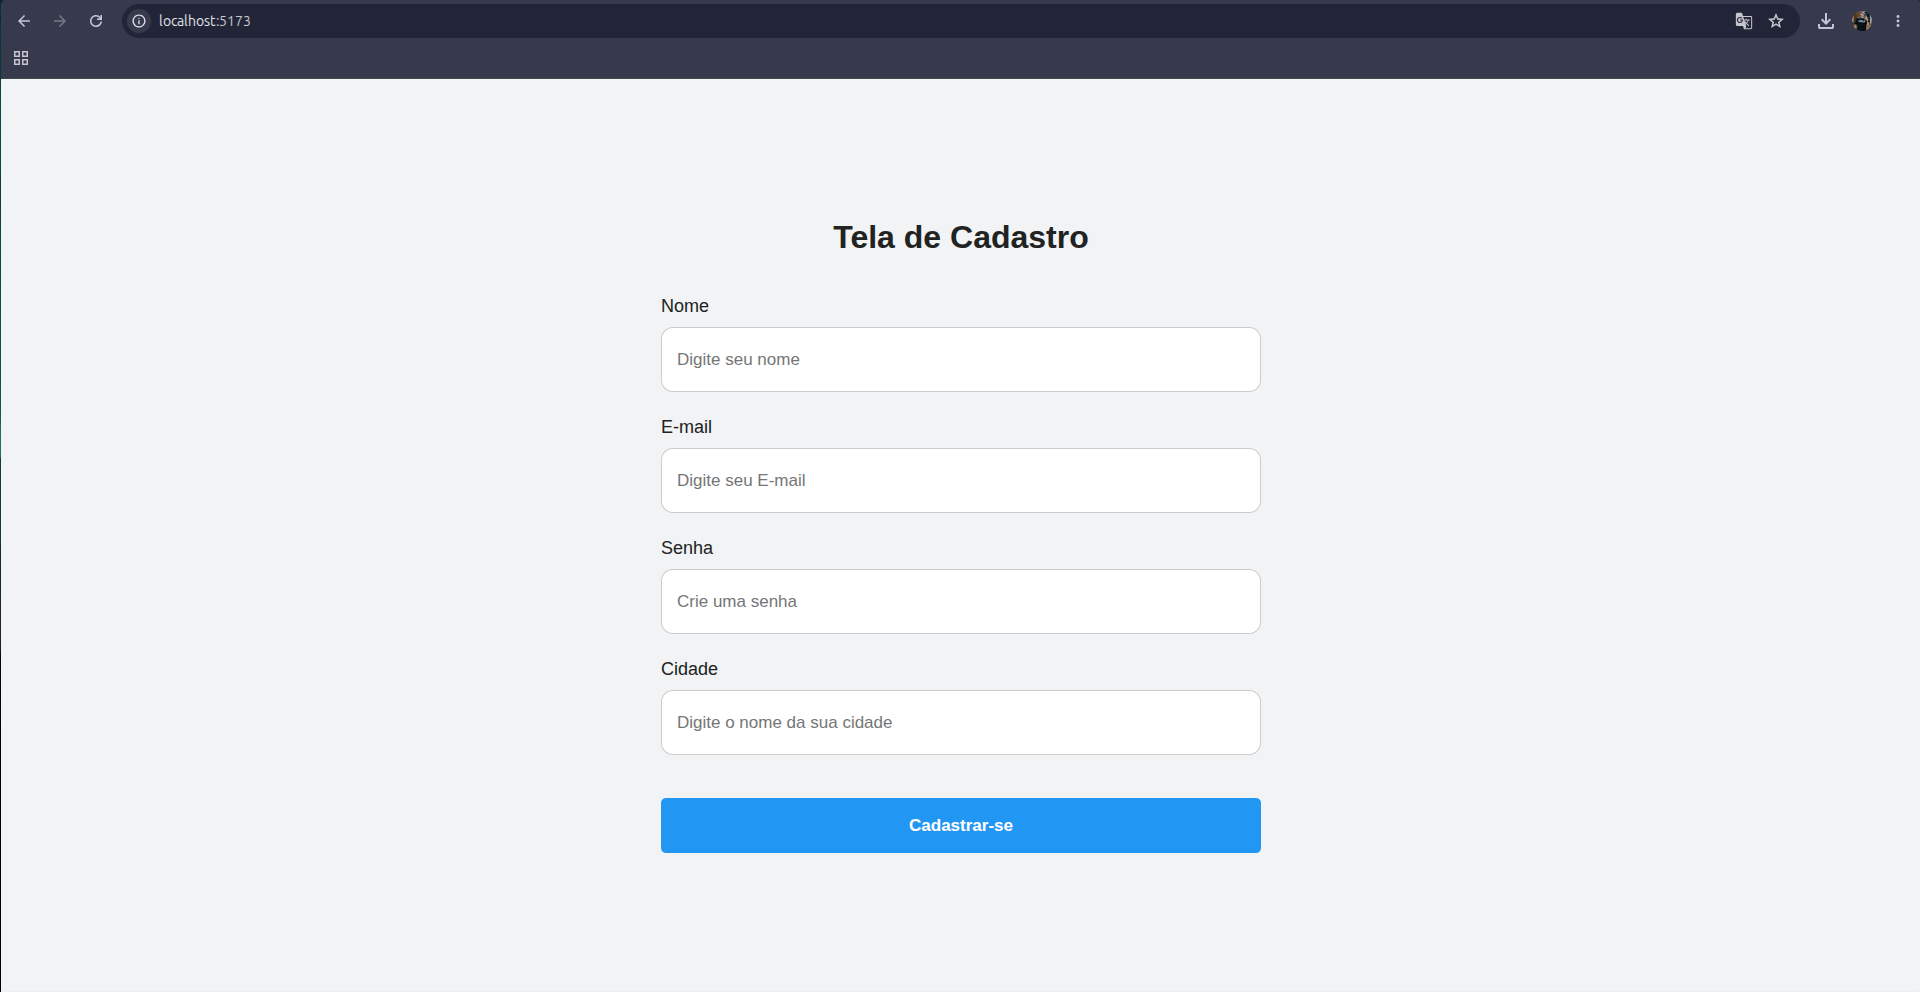 localhost:5173
Tela de Cadastro
Nome
Digite seu nome
E-mail
Digite seu E-mail
Senha
Crie uma senha
Cidade
Digite o nome da sua cidade
Cadastrar-se